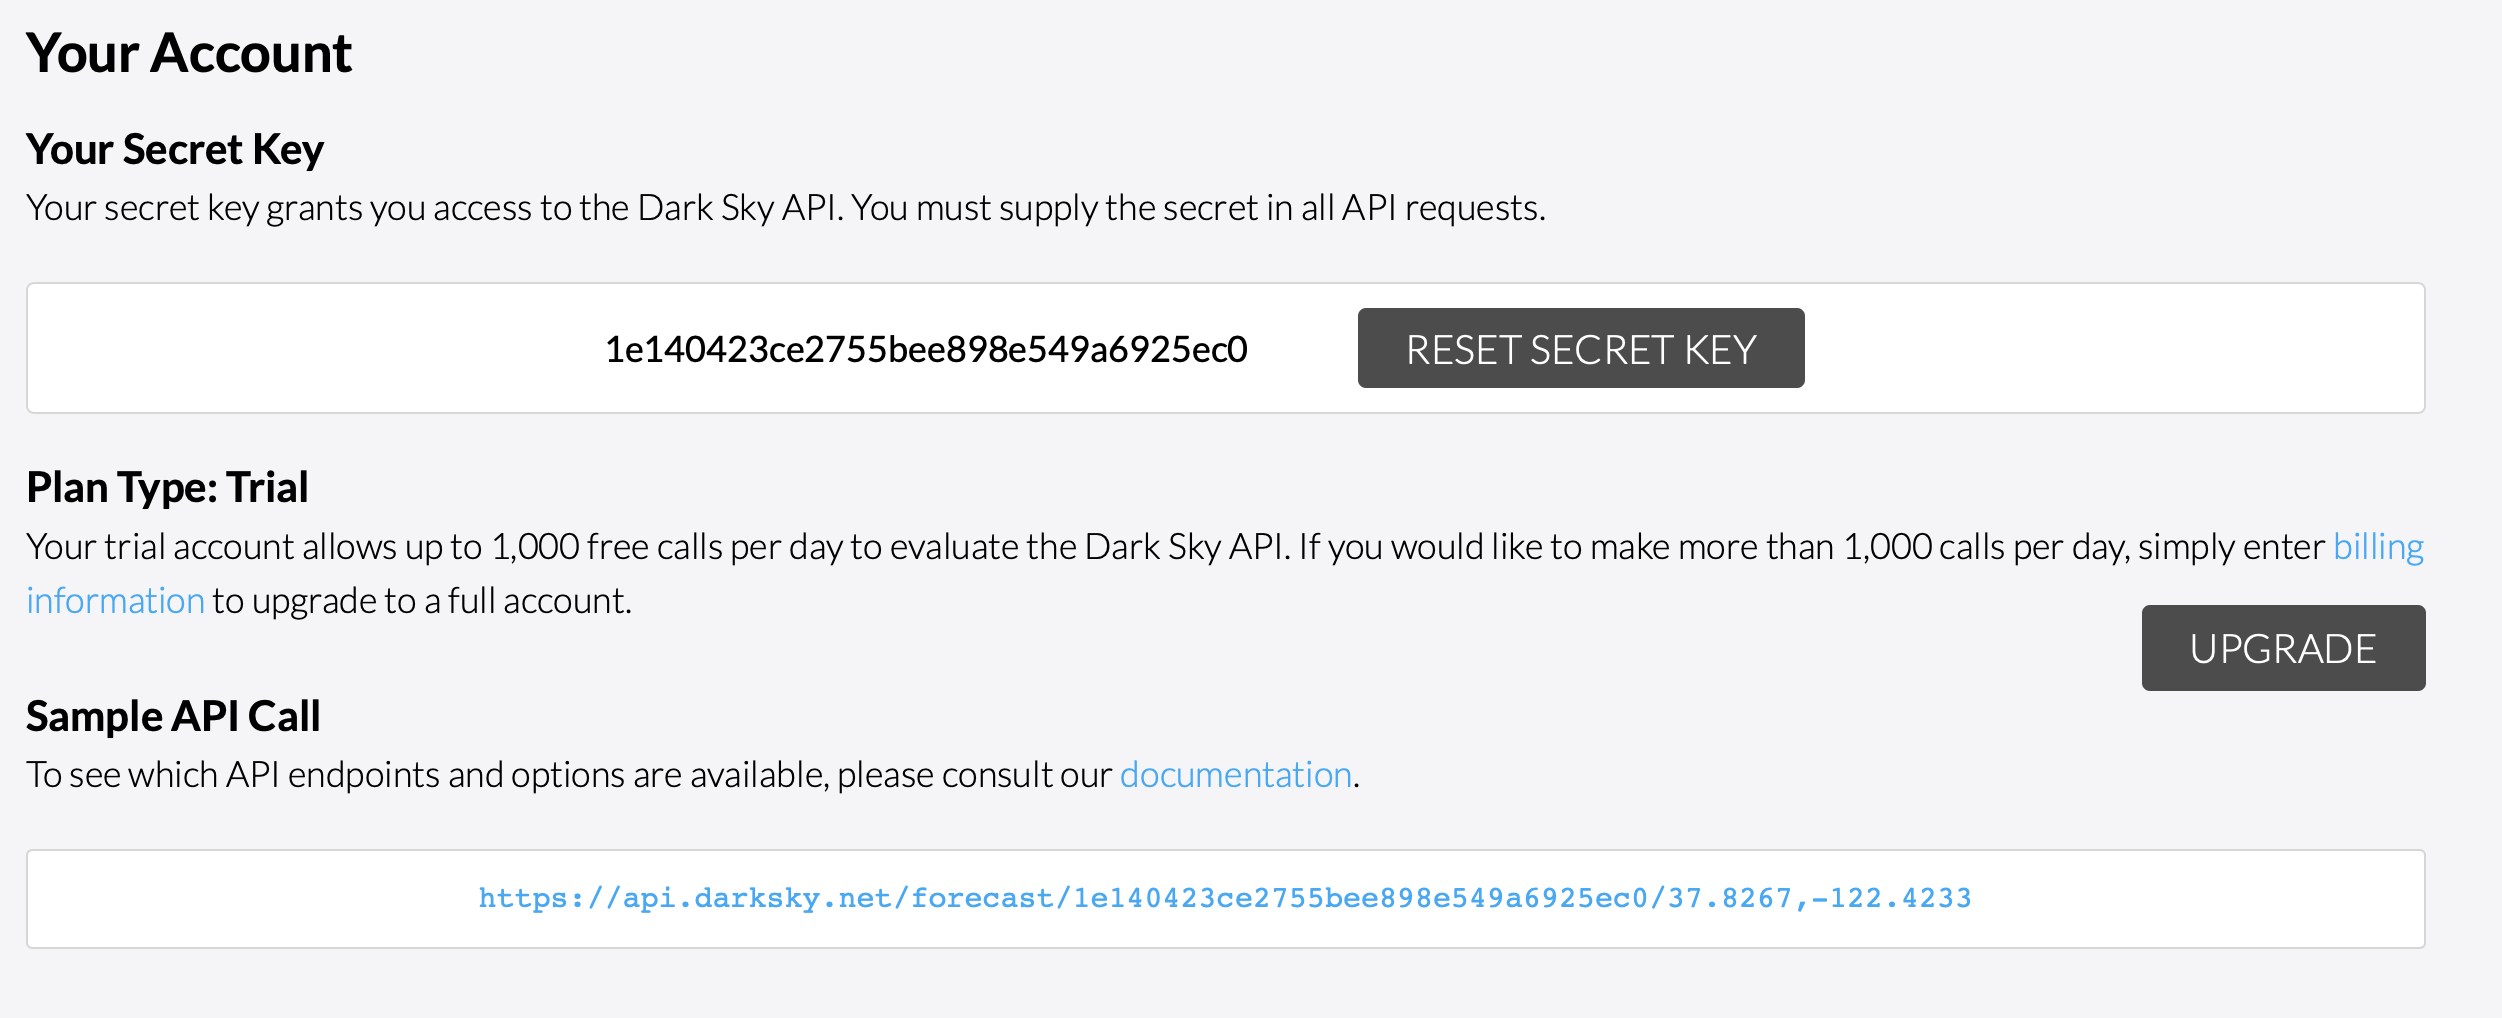 Your Account
Your Secret Key
Your secret key grants you access to the Dark Sky API. You must supply the secret in all API requests.
1e140423ce2755bee898e549a6925ec0
RESET SECRET KEY
Plan Type: Trial
Your trial account allows up to 1,000 free calls per day to evaluate the Dark Sky API. If you would like to make more than 1,000 calls per day, simply enter billing
information to upgrade to a full account.
UPGRADE
Sample API Call
To see which API endpoints and options are available, please consult our documentation.
https://api.darksky.net/forecast/1e140423ce2755bee898e549a6925ec0/37.8267,-122.4233